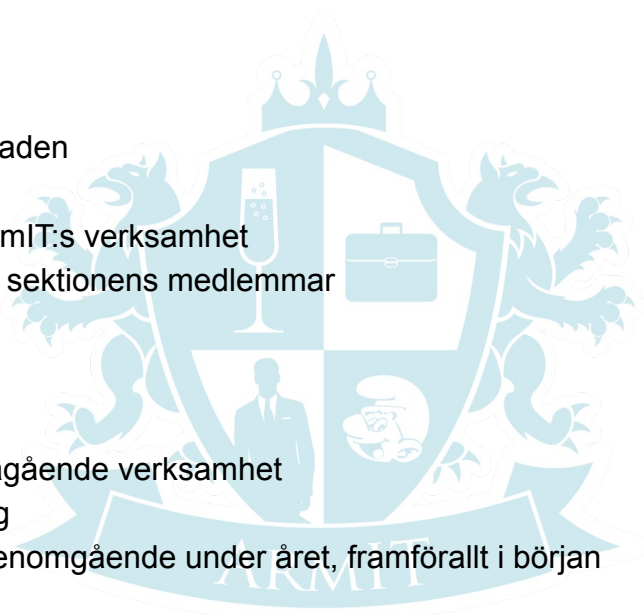 aden
mIT:s verksamhet
sektionens medlemmar
gående verksamhet
g
enomgående under året, framförallt i början
ARMIT